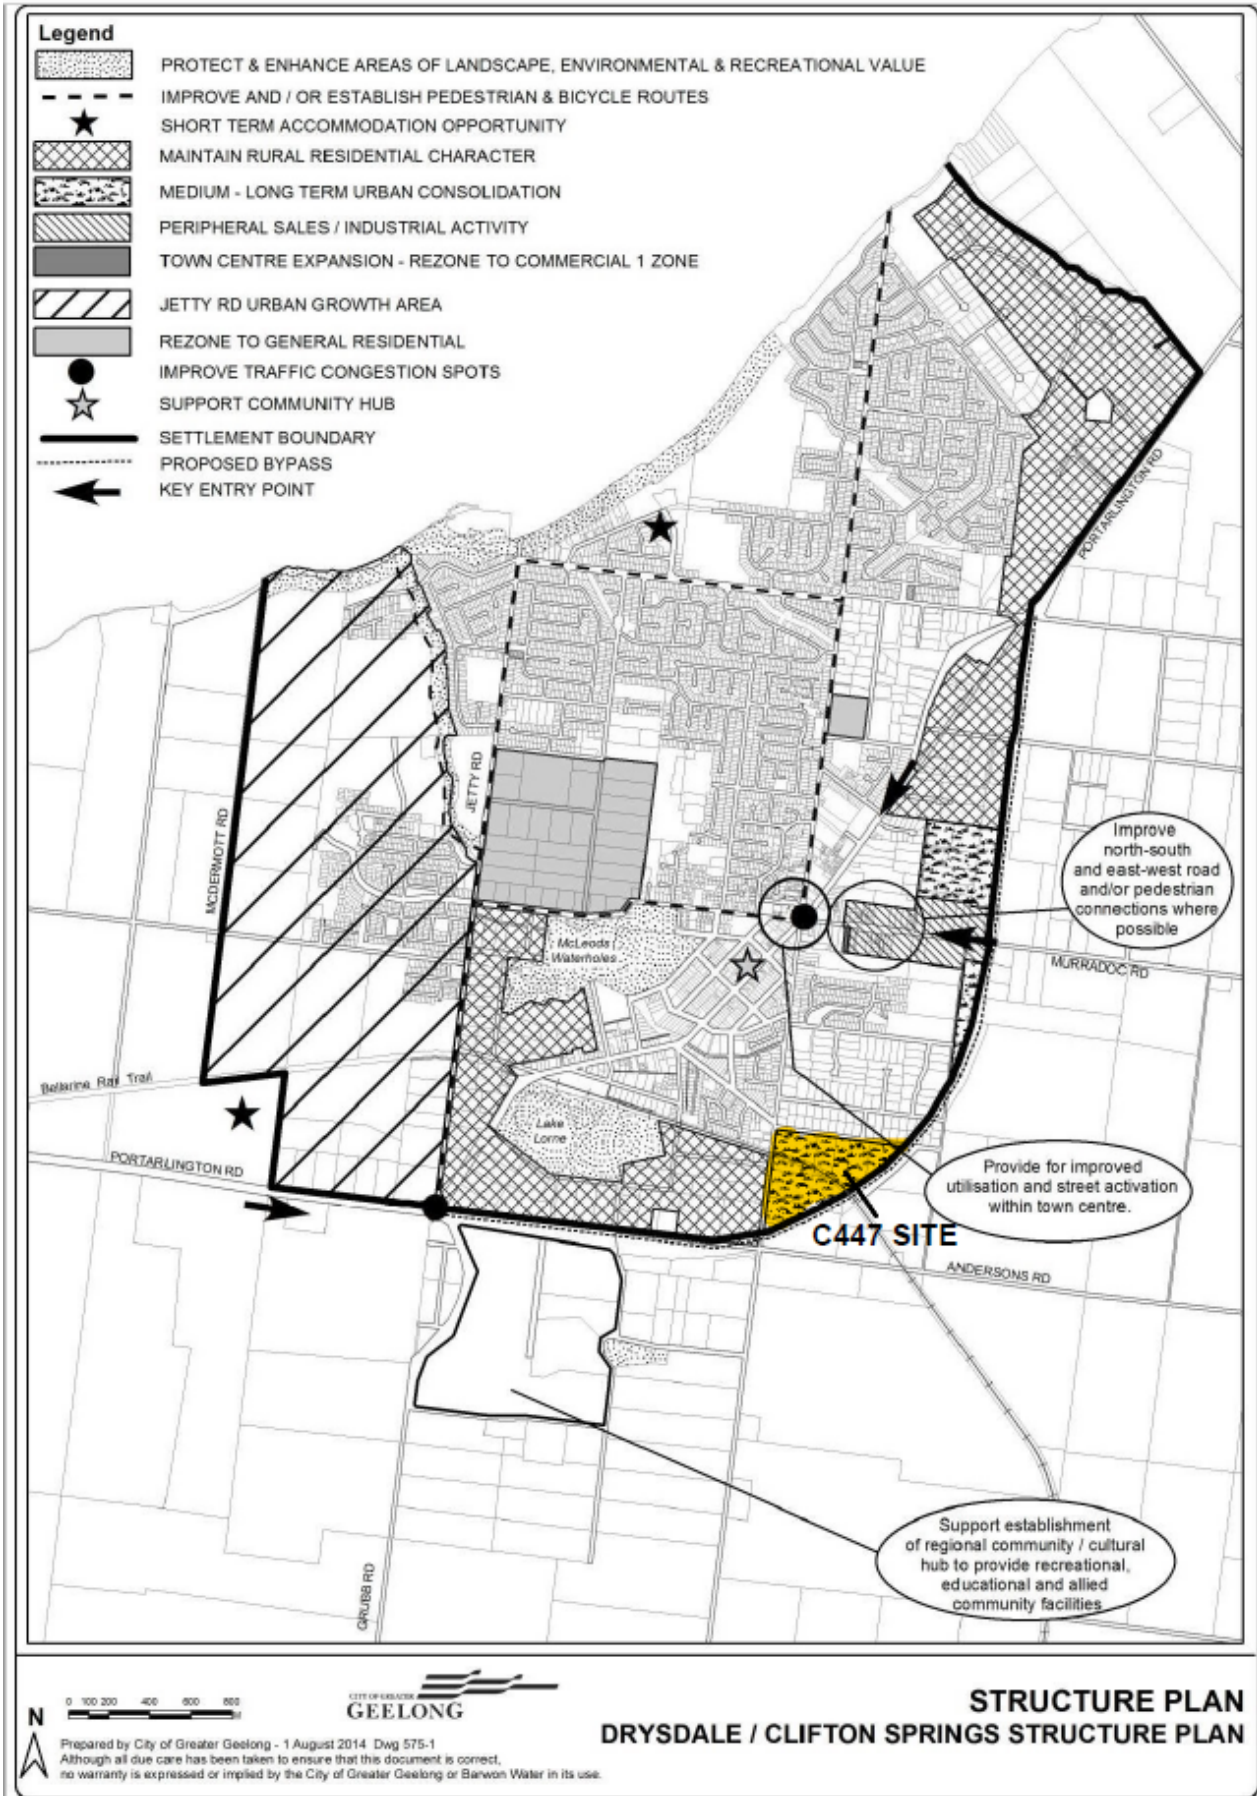 Legend
PROTECT & ENHANCE AREAS OF LANDSCAPE, ENVIRONMENTAL & RECREATIONAL VALUE
IMPROVE AND / OR ESTABLISH PEDESTRIAN & BICYCLE ROUTES
SHORT TERM ACCOMMODATION OPPORTUNITY
MAINTAIN RURAL RESIDENTIAL CHARACTER
MEDIUM - LONG TERM URBAN CONSOLIDATION
PERIPHERAL SALES / INDUSTRIAL ACTIVITY
TOWN CENTRE EXPANSION - REZONE TO COMMERCIAL 1 ZONE
JETTY RD URBAN GROWTH AREA
REZONE TO GENERAL RESIDENTIAL
IMPROVE TRAFFIC CONGESTION SPOTS
SUPPORT COMMUNITY HUB
SETTLEMENT BOUNDARY
PROPOSED BYPASS
KEY ENTRY POINT
PORTARLINGTON RD
JETTY RD
MCDERMOTT RD
Improve
north-south
and east-west road
and/or pedestrian
connections where
possible
McLeods
Waterholes
MURRADOC RD
Bellarine Rail Trail
Lake
Lorne
PORTARLINGTON RD
Provide for improved
utilisation and street activation
within town centre.
C447 SITE
ANDERSONS RD
Support establishment
of regional community / cultural
hub to provide recreational,
educational and allied
community facilities
GRUBB RD
N
0 100 200 400 600 800
M
CITY OF GREATER
GEELONG
STRUCTURE PLAN
DRYSDALE / CLIFTON SPRINGS STRUCTURE PLAN
Prepared by City of Greater Geelong - 1 August 2014 Dwg 575-1
Although all due care has been taken to ensure that this document is correct,
no warranty is expressed or implied by the City of Greater Geelong or Barwon Water in its use.